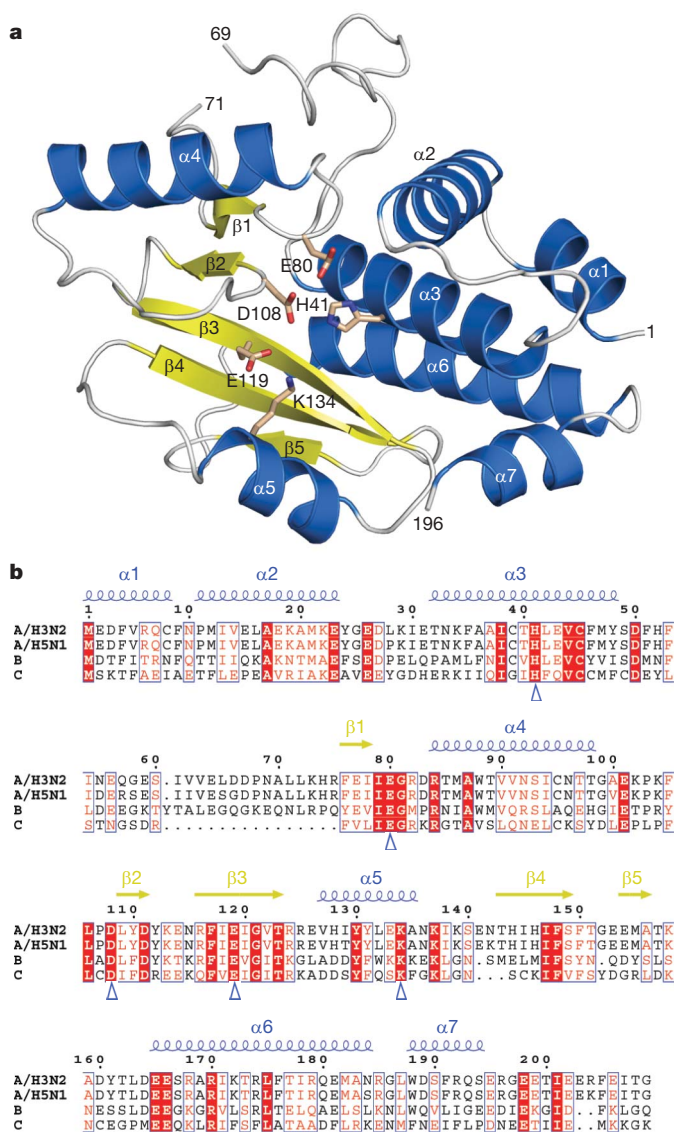 a
69
71
α4
α2
β1
β2
E80
α1
D108
H41
α3
1
β3
α6
E119
β4
K134
β5
α5
α7
196
b
α1 α2 α3
1 10 20 30 40 50
A/H3N2 MEDFVRQCFNPMIVELAEKAMKEYGEDLKIETNKFAAICTHLEVCFMYSDFHF
A/H5N1 MEDFVRQCFNPMIVELAEKAMKEYGEDPKIETNKFAAICTHLEVCFMYSDFHF
B MDTFITRNFQTTIIQKAKNTMAEFSEDPELQPAMLFNICVHLEVCYVISDMNF
C MSKTFAEIAETFLEPEAVRIAKEAVEEYGDHERKIIQIGIHFQVCCMFCDEYL
β1 α4
60 70 80 90 100
A/H3N2 INEQGES.IVVELDDPNALLKHRFEIIEGRDRTMAWTVVNSICNTTGAEKPKF
A/H5N1 IDERSES.IIVESGDPNALLKHRFEIIEGRDRTMAWTVVNSICNTTGVEKPKF
B LDEEGKTYTALEGQGKEQNLRPQYEVIEGMPRNIAWMVQRSLAQEHGIETPRY
C STNGSDR................FVLIEGRKRGTAVSLQNELCKSYDLEPLPF
β2 β3 α5 β4 β5
110 120 130 140 150
A/H3N2 LPDLYDYKENRFIEIGVTRREVHIYYLEKANKIKSENTHIHIFSFTGEEMATK
A/H5N1 LPDLYDYKENRFIEIGVTRREVHIYYLEKANKIKSEKTHIHIFSFTGEEMATK
B LADLFDYKTKRFIEVGITKGLADDYFWKKKEKLGN.SMELMIFSYN.QDYSLS
C LCDIFDREEKQFVEIGITRKADDSYFQSKFGKLGN...SCKIFVFSYDGRLDK
α6 α7
160 170 180 190 200
A/H3N2 ADYTLDEESRARIKTRLFTIRQEMANRGLWDSFRQSERGEETIEERFEITG
A/H5N1 ADYTLDEESRARIKTRLFTIRQEMASRGLWDSFRQSERGEETIEEKFEITG
B NESSLDEEGKGRVLSRLTELQAELSLKNLWQVLIGEEDIEKGID.FKLGQ
C NCEGPMEEQKLRIFSFLATAADFLRKENMFNEIFLPDNEEGIIEFKKGK